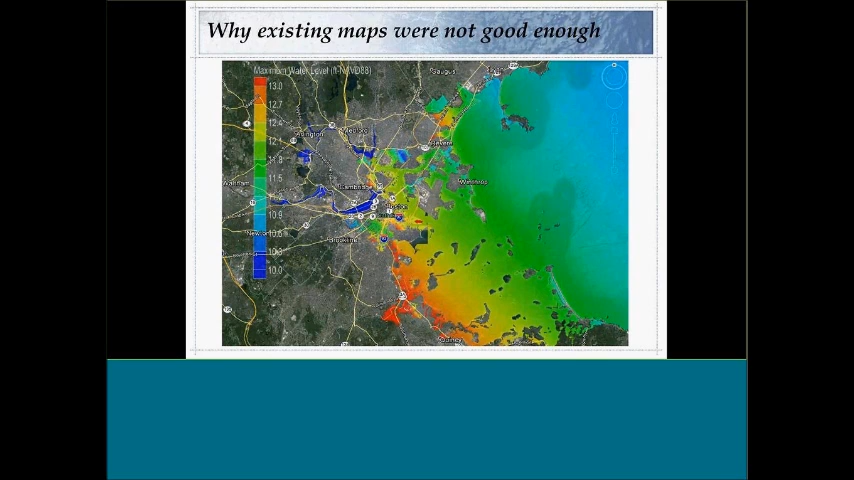 Why existing maps were not good enough
Maximum Water Level (ft-NAVD88)
13.0
12.7
12.4
12.1
11.8
11.5
10.9
10.6
10.3
10.0
Saugus
Medford
Arlington
Revere
Waltham
Winthrop
Cambridge
Boston
Newton
Brookline
Quincy